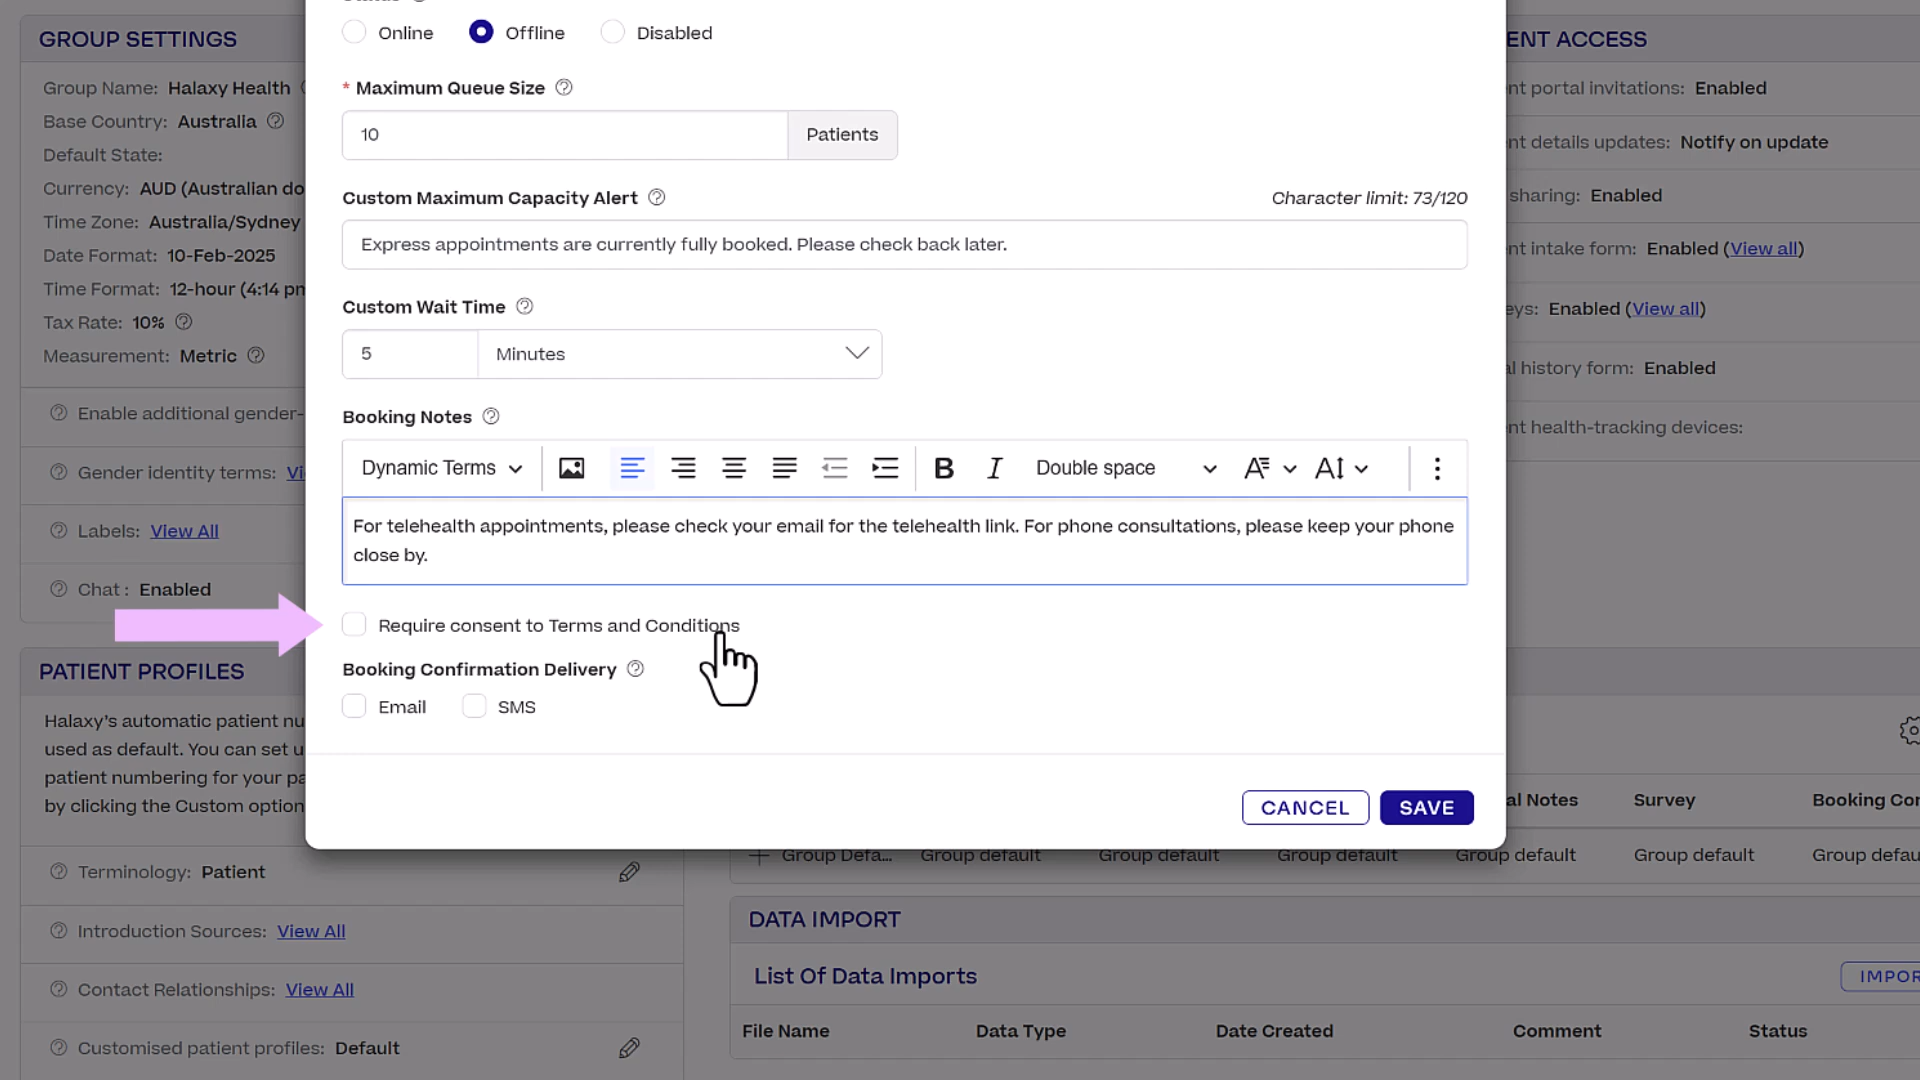 GROUP SETTINGS
Group Name: Halaxy Health
Base Country: Australia
Default State:
Currency: AUD (Australian do
Time Zone: Australia/Sydney
Date Format: 10-Feb-2025
Time Format: 12-hour (4:14 pm
Tax Rate: 10%
Measurement: Metric
Enable additional gender-
Gender identity terms: Vi
Labels: View All
Chat : Enabled
PATIENT PROFILES
Halaxy's automatic patient nu
used as default. You can set u
patient numbering for your pa
by clicking the Custom option
Terminology: Patient
Introduction Sources: View All
Contact Relationships: View All
Customised patient profiles: Default
Online
Offline
Disabled
* Maximum Queue Size
10
Patients
Custom Maximum Capacity Alert
Character limit: 73/120
Express appointments are currently fully booked. Please check back later.
Custom Wait Time
5
Minutes
Booking Notes
Dynamic Terms
B
I
Double space
For telehealth appointments, please check your email for the telehealth link. For phone consultations, please keep your phone
close by.
Require consent to Terms and Conditions
Booking Confirmation Delivery
Email
SMS
CANCEL
SAVE
ENT ACCESS
nt portal invitations: Enabled
nt details updates: Notify on update
sharing: Enabled
nt intake form: Enabled (View all)
eys: Enabled (View all)
al history form: Enabled
nt health-tracking devices:
al Notes
Survey
Booking Con
Group Defa...
Group default
Group default
Group default
Group default
Group default
Group defau
DATA IMPORT
List Of Data Imports
IMPOR
File Name
Data Type
Date Created
Comment
Status